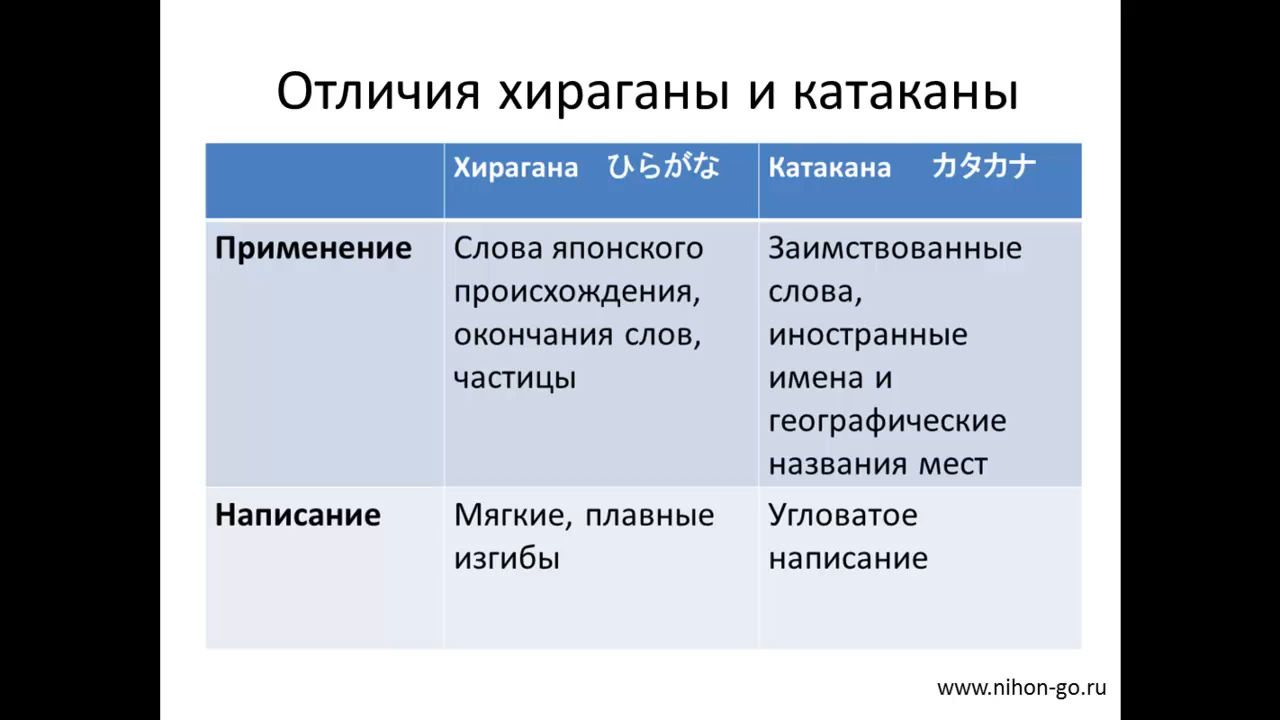 Отличия хираганы и катаканы
Хирагана ひらがな
Катакана カタカナ
Применение
Слова японского
происхождения,
окончания слов,
частицы
Заимствованные
слова,
иностранные
имена и
географические
названия мест
Написание
Мягкие, плавные
изгибы
Угловатое
написание
www.nihon-go.ru